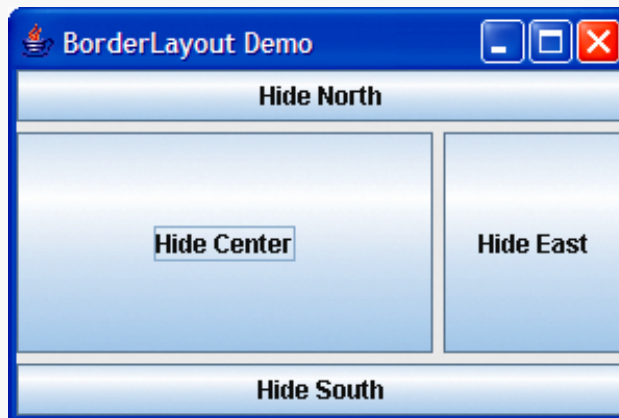 BorderLayout Demo
Hide North
Hide Center
Hide East
Hide South